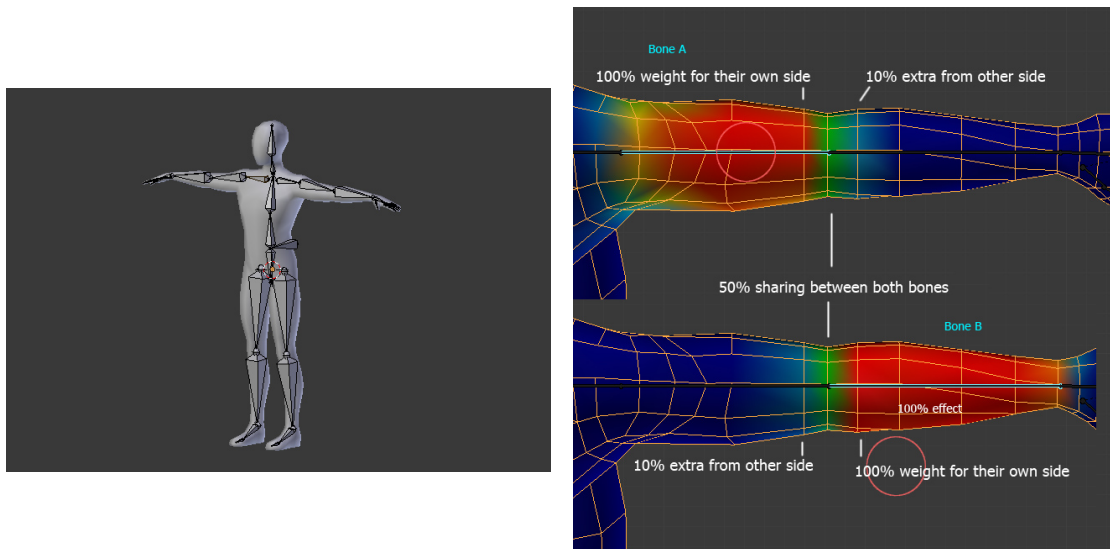 Bone A
100% weight for their own side
10% extra from other side
50% sharing between both bones
Bone B
100% effect
10% extra from other side
100% weight for their own side